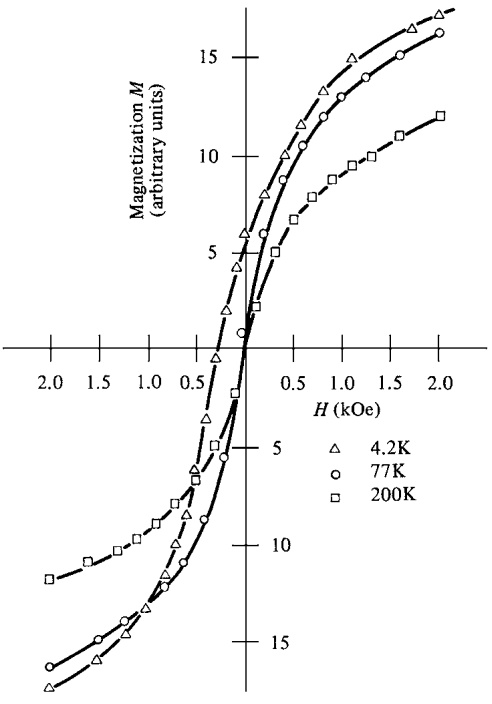 Magnetization M
(arbitrary units)
15
10
5
2.0 1.5 1.0 0.5 0.5 1.0 1.5 2.0
H (kOe)
△ 4.2K
○ 77K
□ 200K
5
10
15